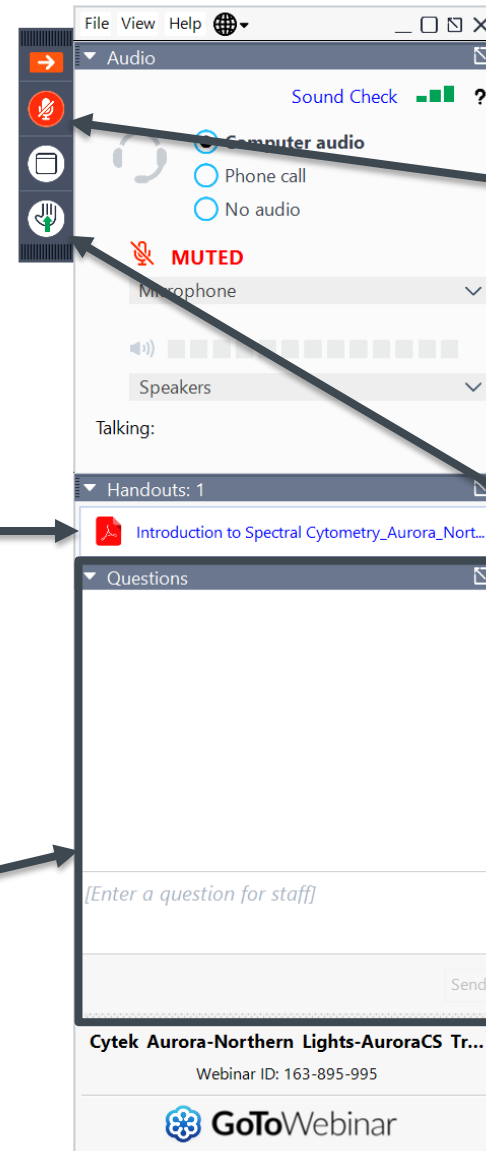 File View Help
Audio
Sound Check ?
Computer audio
Phone call
No audio
MUTED
Microphone
Speakers
Talking:
Handouts: 1
Introduction to Spectral Cytometry_Aurora_Nort...
Questions
[Enter a question for staff]
Send
Cytek Aurora-Northern Lights-AuroraCS Tr...
Webinar ID: 163-895-995
GoToWebinar